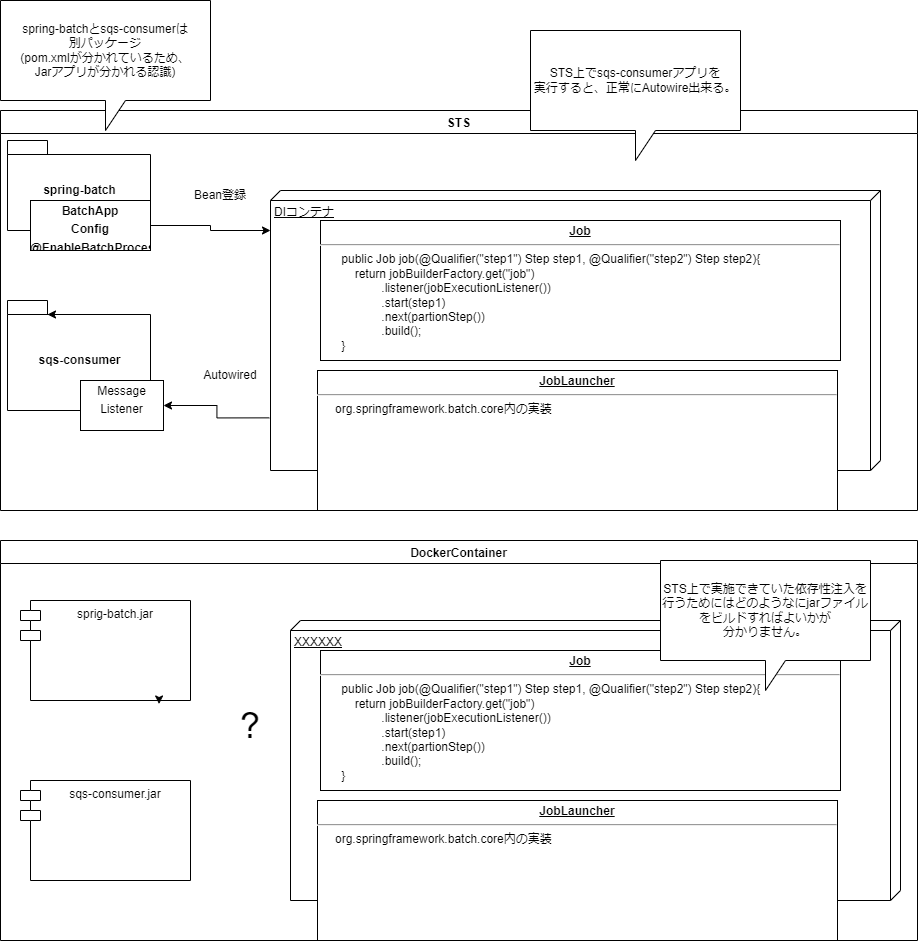 spring-batchとsqs-consumerは
別パッケージ
(pom.xmlが分かれているため、
Jarアプリが分かれる認識)
STS上でsqs-consumerアプリを
実行すると、正常にAutowire出来る。
STS
spring-batch
BatchApp
Config
@EnableBatchProces
Bean登録
DIコンテナ
Job
public Job job(@Qualifier("step1") Step step1, @Qualifier("step2") Step step2){
return jobBuilderFactory.get("job")
.listener(jobExecutionListener())
.start(step1)
.next(partionStep())
.build();
}
sqs-consumer
Message
Listener
Autowired
JobLauncher
org.springframework.batch.core内の実装
DockerContainer
STS上で実施できていた依存性注入を
行うためにはどのようなにjarファイル
をビルドすればよいかが
分かりません。
sprig-batch.jar
XXXXXX
Job
public Job job(@Qualifier("step1") Step step1, @Qualifier("step2") Step step2){
return jobBuilderFactory.get("job")
.listener(jobExecutionListener())
.start(step1)
.next(partionStep())
.build();
}
?
sqs-consumer.jar
JobLauncher
org.springframework.batch.core内の実装